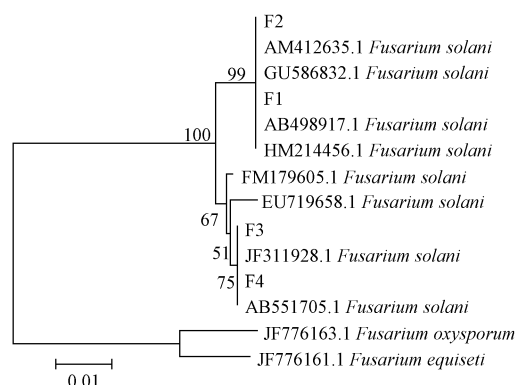 F2
AM412635.1 Fusarium solani
99
GU586832.1 Fusarium solani
F1
AB498917.1 Fusarium solani
100
HM214456.1 Fusarium solani
FM179605.1 Fusarium solani
EU719658.1 Fusarium solani
67
F3
51
JF311928.1 Fusarium solani
75
F4
AB551705.1 Fusarium solani
JF776163.1 Fusarium oxysporum
JF776161.1 Fusarium equiseti
0.01